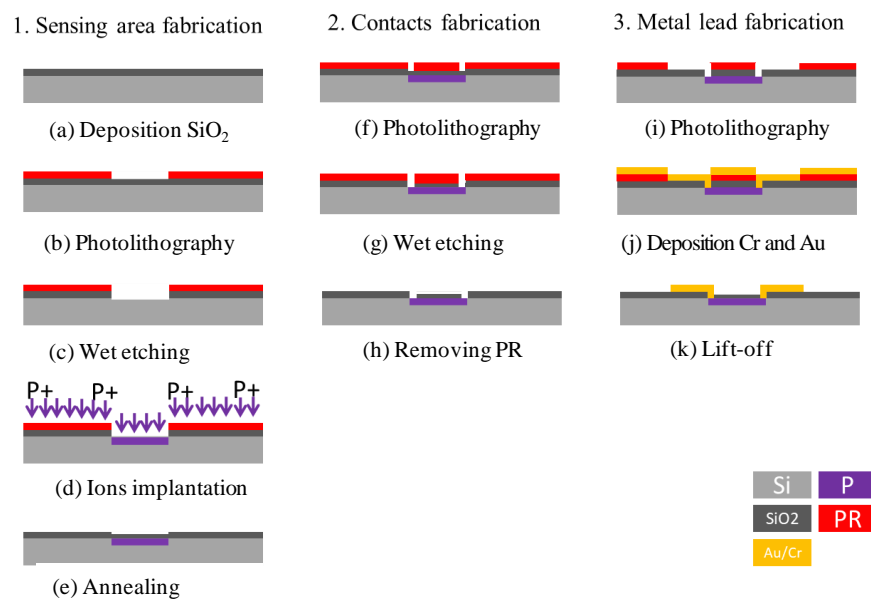 1. Sensing area fabrication
(a) Deposition SiO₂
(b) Photolithography
(c) Wet etching
P+ P+ P+ P+
(d) Ions implantation
(e) Annealing
2. Contacts fabrication
(f) Photolithography
(g) Wet etching
(h) Removing PR
3. Metal lead fabrication
(i) Photolithography
(j) Deposition Cr and Au
(k) Lift-off
Si P
SiO2 PR
Au/Cr